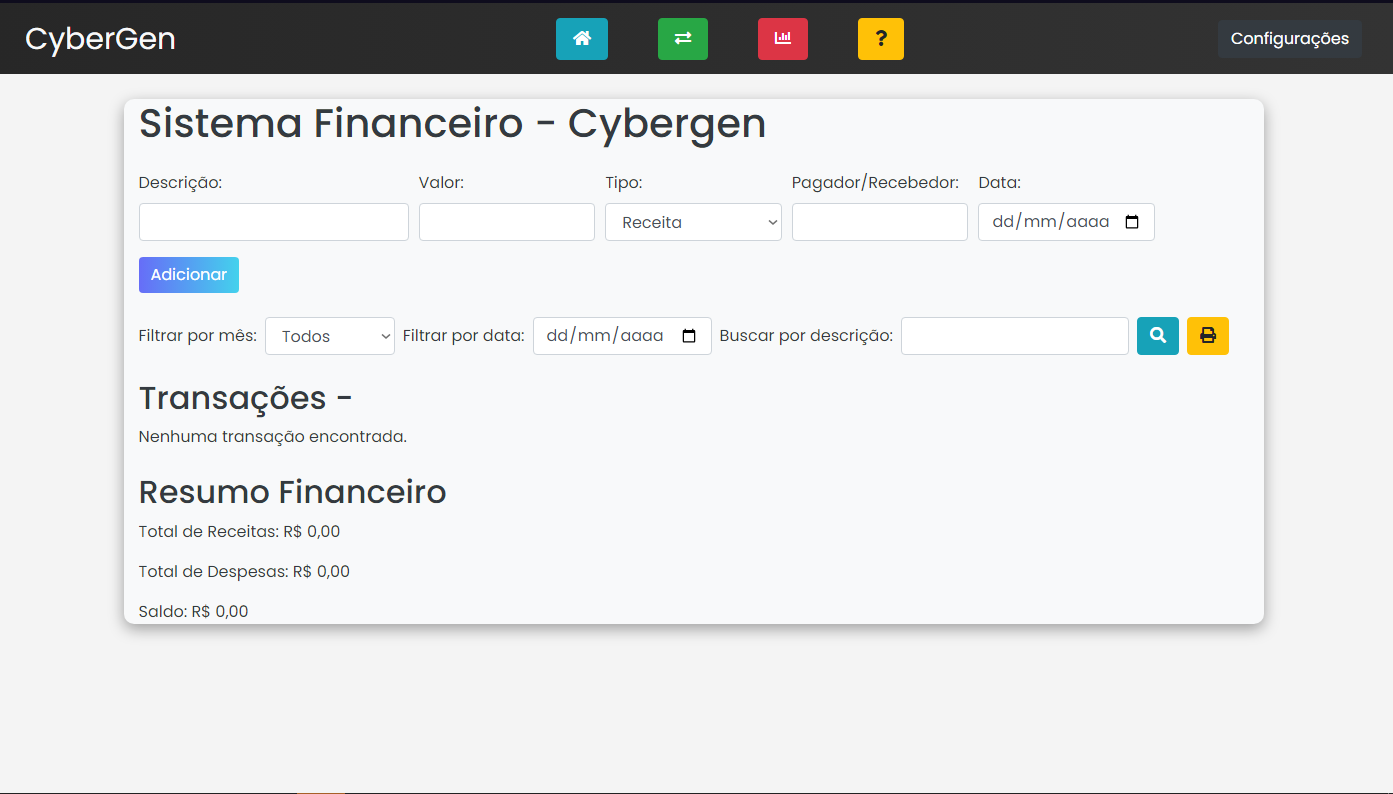 CyberGen ? Configurações
Sistema Financeiro - Cybergen
Descrição: Valor: Tipo: Pagador/Recebedor: Data:
Receita dd/mm/aaaa
Adicionar
Filtrar por mês: Todos Filtrar por data: dd/mm/aaaa Buscar por descrição:
Transações -
Nenhuma transação encontrada.
Resumo Financeiro
Total de Receitas: R$ 0,00
Total de Despesas: R$ 0,00
Saldo: R$ 0,00